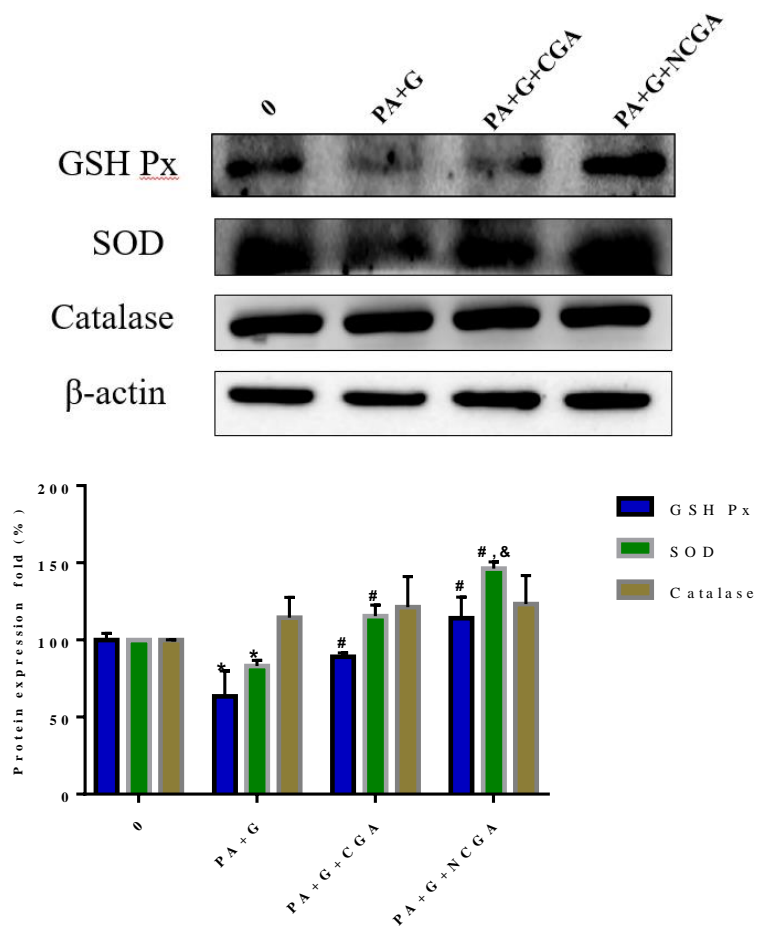 0
PA+G
PA+G+CGA
PA+G+NCGA
GSH Px
SOD
Catalase
β-actin
Protein expression fold (%)
200
150
100
50
0
*
*
#
#
#
#,&
GSH Px
SOD
Catalase
0
PA+G
PA+G+CGA
PA+G+NCGA